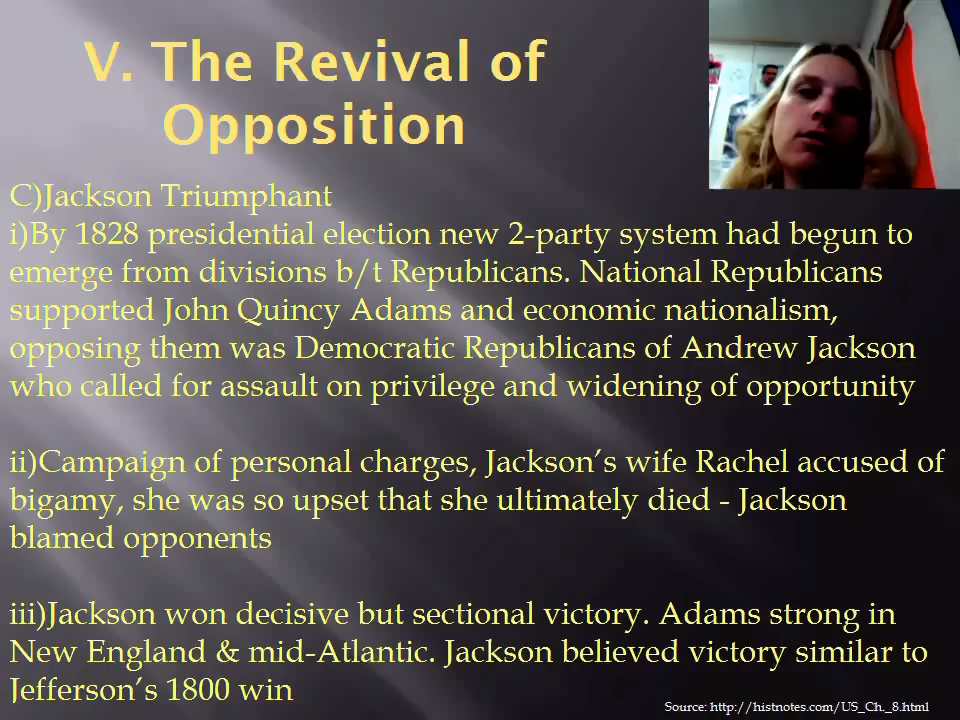 V. The Revival of
Opposition
C)Jackson Triumphant
i)By 1828 presidential election new 2-party system had begun to
emerge from divisions b/t Republicans. National Republicans
supported John Quincy Adams and economic nationalism,
opposing them was Democratic Republicans of Andrew Jackson
who called for assault on privilege and widening of opportunity
ii)Campaign of personal charges, Jackson’s wife Rachel accused of
bigamy, she was so upset that she ultimately died - Jackson
blamed opponents
iii)Jackson won decisive but sectional victory. Adams strong in
New England & mid-Atlantic. Jackson believed victory similar to
Jefferson’s 1800 win
Source: http://histnotes.com/US_Ch._8.html